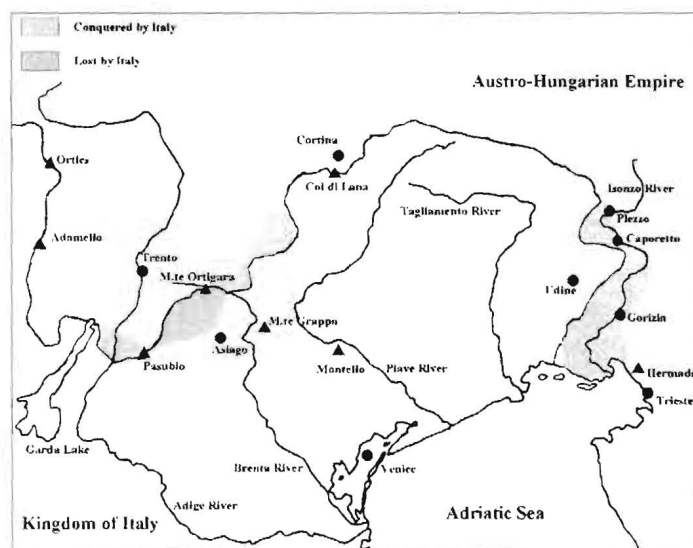 Conquered by Italy
Lost by Italy
Austro-Hungarian Empire
Cortina
Ortles
Col di Lana
Isonzo River
Tagliamento River
Plezzo
Adamello
Caporetto
Trento
M.te Ortigara
Udine
M.te Grappa
Gorizia
Pasubio
Asiago
Montello
Piave River
Hermada
Trieste
Garda Lake
Brenta River
Venice
Adige River
Kingdom of Italy
Adriatic Sea